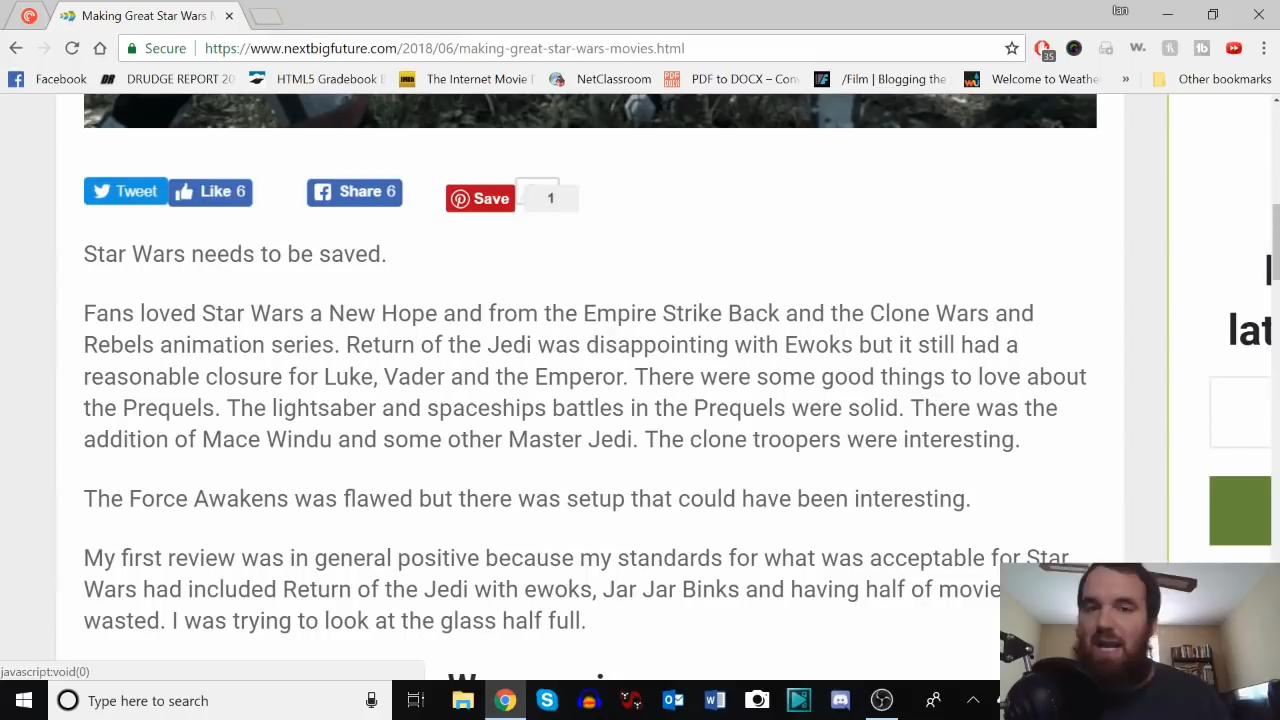 Making Great Star Wars
Ian
Secure
https://www.nextbigfuture.com/2018/06/making-great-star-wars-movies.html
35
Facebook
DRUDGE REPORT 20
HTML5 Gradebook
The Internet Movie
NetClassroom
PDF to DOCX – Con
/Film | Blogging the
Welcome to Weathe
»
Other bookmarks
Tweet
Like 6
Share 6
Save
1
Star Wars needs to be saved.
Fans loved Star Wars a New Hope and from the Empire Strike Back and the Clone Wars and
Rebels animation series. Return of the Jedi was disappointing with Ewoks but it still had a
reasonable closure for Luke, Vader and the Emperor. There were some good things to love about
the Prequels. The lightsaber and spaceships battles in the Prequels were solid. There was the
addition of Mace Windu and some other Master Jedi. The clone troopers were interesting.
The Force Awakens was flawed but there was setup that could have been interesting.
My first review was in general positive because my standards for what was acceptable for Star
Wars had included Return of the Jedi with ewoks, Jar Jar Binks and having half of movie
wasted. I was trying to look at the glass half full.
lat
javascript:void(0)
Type here to search